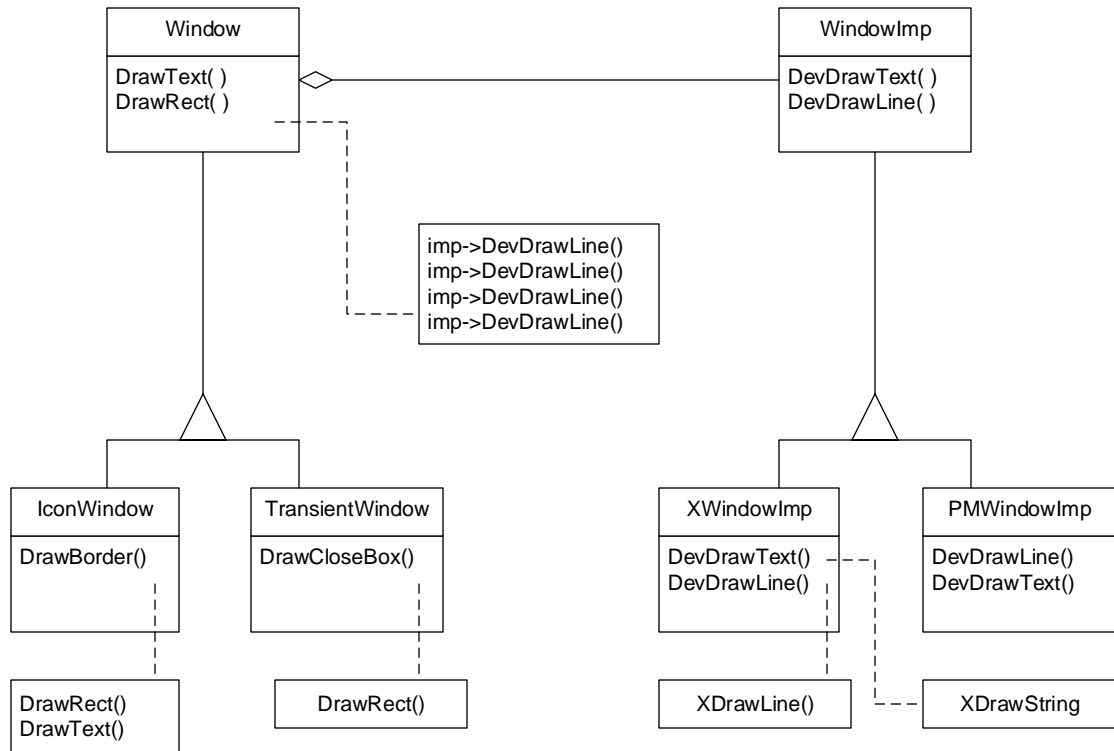 Window
DrawText( )
DrawRect( )
WindowImp
DevDrawText( )
DevDrawLine( )
imp->DevDrawLine()
imp->DevDrawLine()
imp->DevDrawLine()
imp->DevDrawLine()
IconWindow
DrawBorder()
TransientWindow
DrawCloseBox()
XWindowImp
DevDrawText()
DevDrawLine()
PMWindowImp
DevDrawLine()
DevDrawText()
DrawRect()
DrawText()
DrawRect()
XDrawLine()
XDrawString